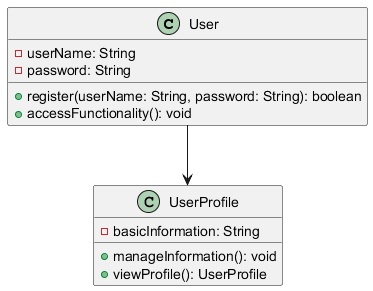 C User
userName: String
password: String
register(userName: String, password: String): boolean
accessFunctionality(): void
C UserProfile
basicInformation: String
manageInformation(): void
viewProfile(): UserProfile